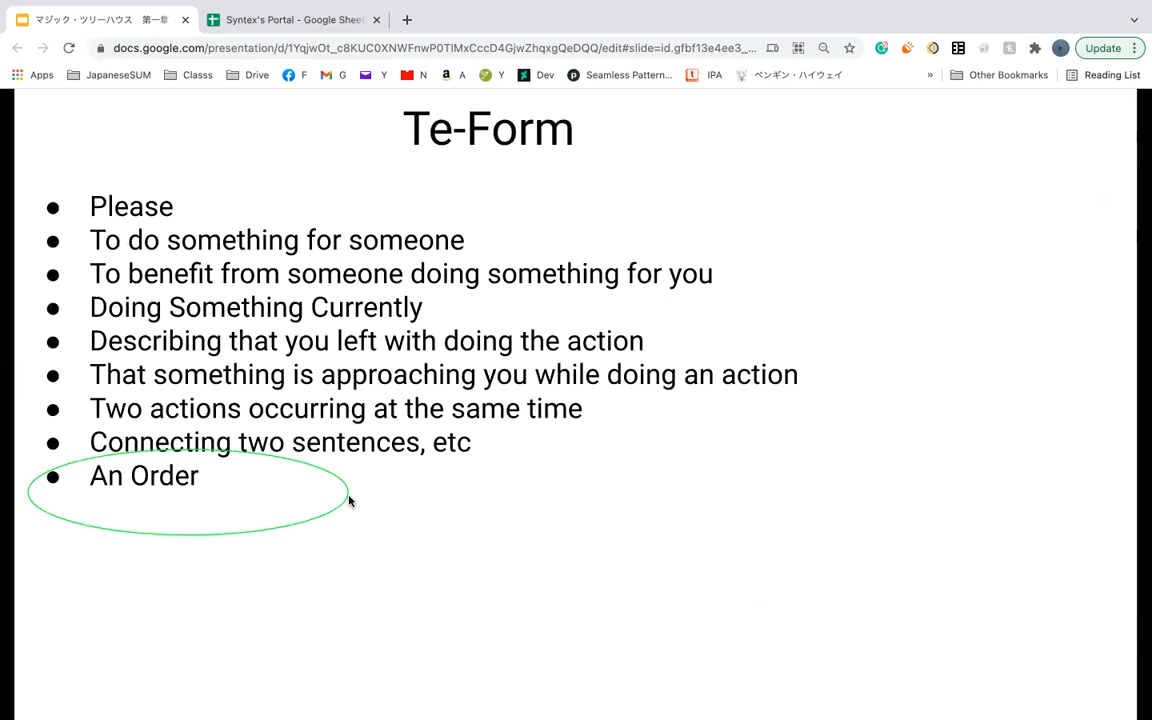 マジック・ツリーハウス　第一章
Syntex's Portal - Google Sheet
docs.google.com/presentation/d/1YqjwOt_c8KUC0XNWFnwP0TlMxCccD4GjwZhqxgQeDQQ/edit#slide=id.gfbf13e4ee3_...
Update
Apps JapaneseSUM Classs Drive F G Y N A Y Dev Seamless Pattern... IPA ペンギン・ハイウェイ » Other Bookmarks Reading List
Te-Form
● Please
● To do something for someone
● To benefit from someone doing something for you
● Doing Something Currently
● Describing that you left with doing the action
● That something is approaching you while doing an action
● Two actions occurring at the same time
● Connecting two sentences, etc
● An Order